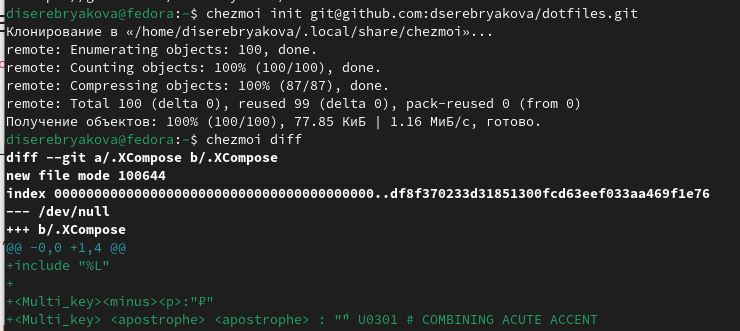 diserebryakova@fedora:~$ chezmoi init git@github.com:dserebryakova/dotfiles.git
Клонирование в «/home/diserebryakova/.local/share/chezmoi»...
remote: Enumerating objects: 100, done.
remote: Counting objects: 100% (100/100), done.
remote: Compressing objects: 100% (87/87), done.
remote: Total 100 (delta 0), reused 99 (delta 0), pack-reused 0 (from 0)
Получение объектов: 100% (100/100), 77.85 КиБ | 1.16 МиБ/с, готово.
diserebryakova@fedora:~$ chezmoi diff
diff --git a/.XCompose b/.XCompose
new file mode 100644
index 0000000000000000000000000000000000000000..df8f370233d31851300fcd63eef033aa469f1e76
--- /dev/null
+++ b/.XCompose
@@ -0,0 +1,4 @@
+include "%L"
+
+<Multi_key><minus><p>:"₽"
+<Multi_key> <apostrophe> <apostrophe> : "́" U0301 # COMBINING ACUTE ACCENT